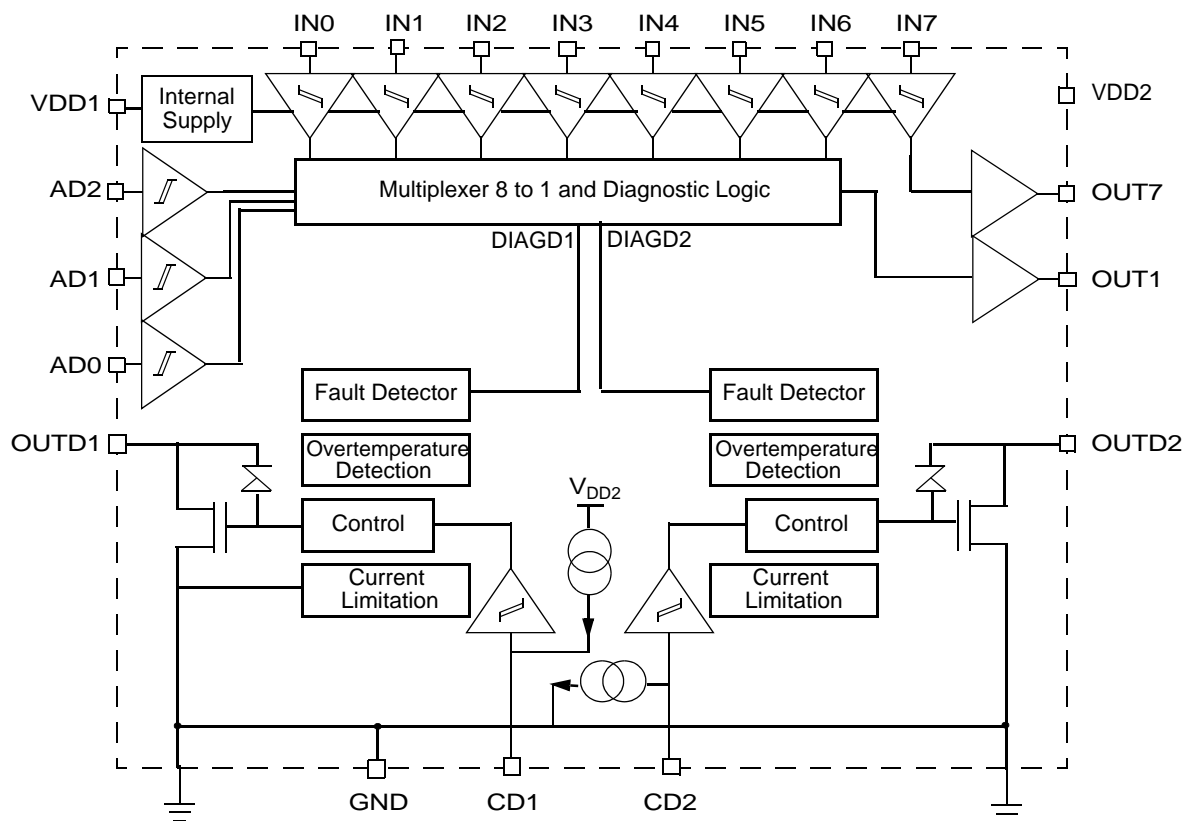 IN0 IN1 IN2 IN3 IN4 IN5 IN6 IN7
VDD1
Internal
Supply
VDD2
AD2
Multiplexer 8 to 1 and Diagnostic Logic
OUT7
DIAGD1
DIAGD2
AD1
OUT1
AD0
Fault Detector
Fault Detector
OUTD1
Overtemperature
Detection
Overtemperature
Detection
OUTD2
VDD2
Control
Control
Current
Limitation
Current
Limitation
GND
CD1
CD2